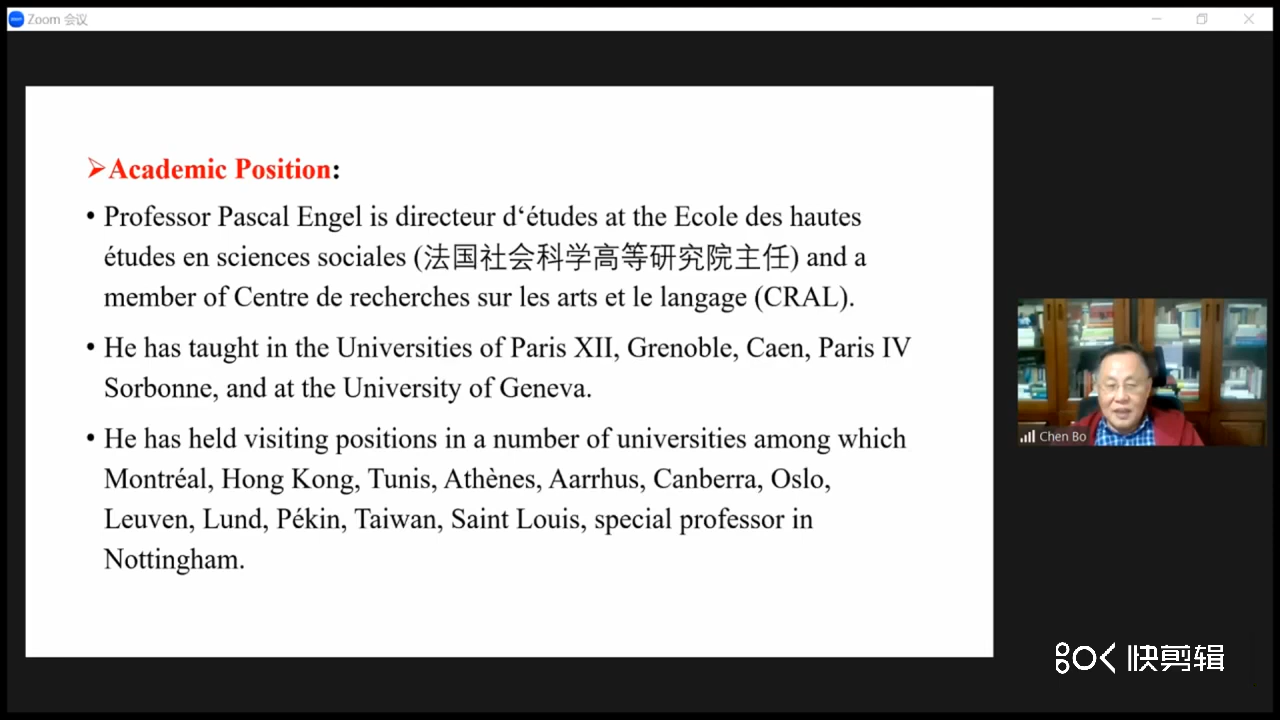 Zoom 会议
➢Academic Position:
• Professor Pascal Engel is directeur d‘études at the Ecole des hautes
études en sciences sociales (法国社会科学高等研究院主任) and a
member of Centre de recherches sur les arts et le langage (CRAL).
• He has taught in the Universities of Paris XII, Grenoble, Caen, Paris IV
Sorbonne, and at the University of Geneva.
• He has held visiting positions in a number of universities among which
Montréal, Hong Kong, Tunis, Athènes, Aarrhus, Canberra, Oslo,
Leuven, Lund, Pékin, Taiwan, Saint Louis, special professor in
Nottingham.
Chen Bo
快剪辑